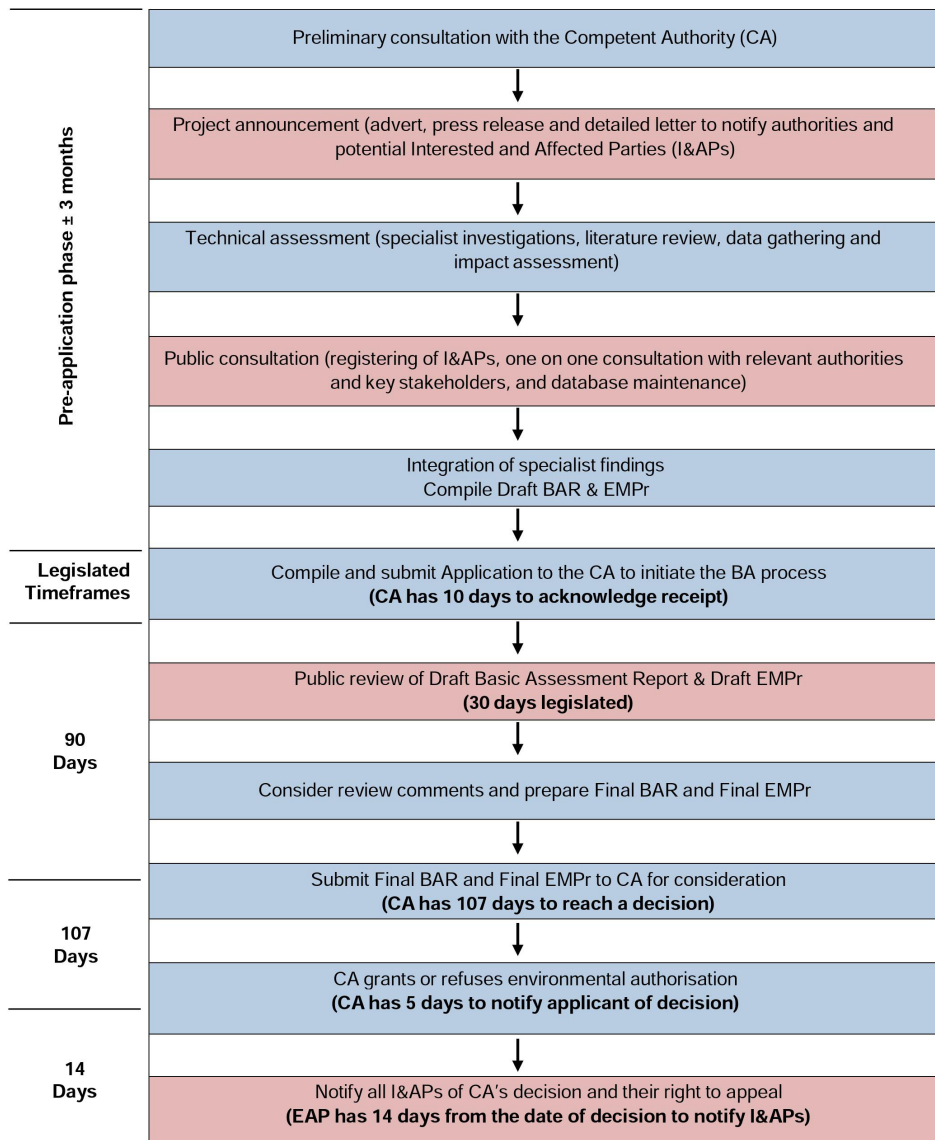 Preliminary consultation with the Competent Authority (CA)
Project announcement (advert, press release and detailed letter to notify authorities and
potential Interested and Affected Parties (I&APs)
Pre-application phase ± 3 months
Technical assessment (specialist investigations, literature review, data gathering and
impact assessment)
Public consultation (registering of I&APs, one on one consultation with relevant authorities
and key stakeholders, and database maintenance)
Integration of specialist findings
Compile Draft BAR & EMPr
Legislated
Timeframes
Compile and submit Application to the CA to initiate the BA process
(CA has 10 days to acknowledge receipt)
90
Days
Public review of Draft Basic Assessment Report & Draft EMPr
(30 days legislated)
Consider review comments and prepare Final BAR and Final EMPr
Submit Final BAR and Final EMPr to CA for consideration
(CA has 107 days to reach a decision)
107
Days
CA grants or refuses environmental authorisation
(CA has 5 days to notify applicant of decision)
14
Days
Notify all I&APs of CA's decision and their right to appeal
(EAP has 14 days from the date of decision to notify I&APs)